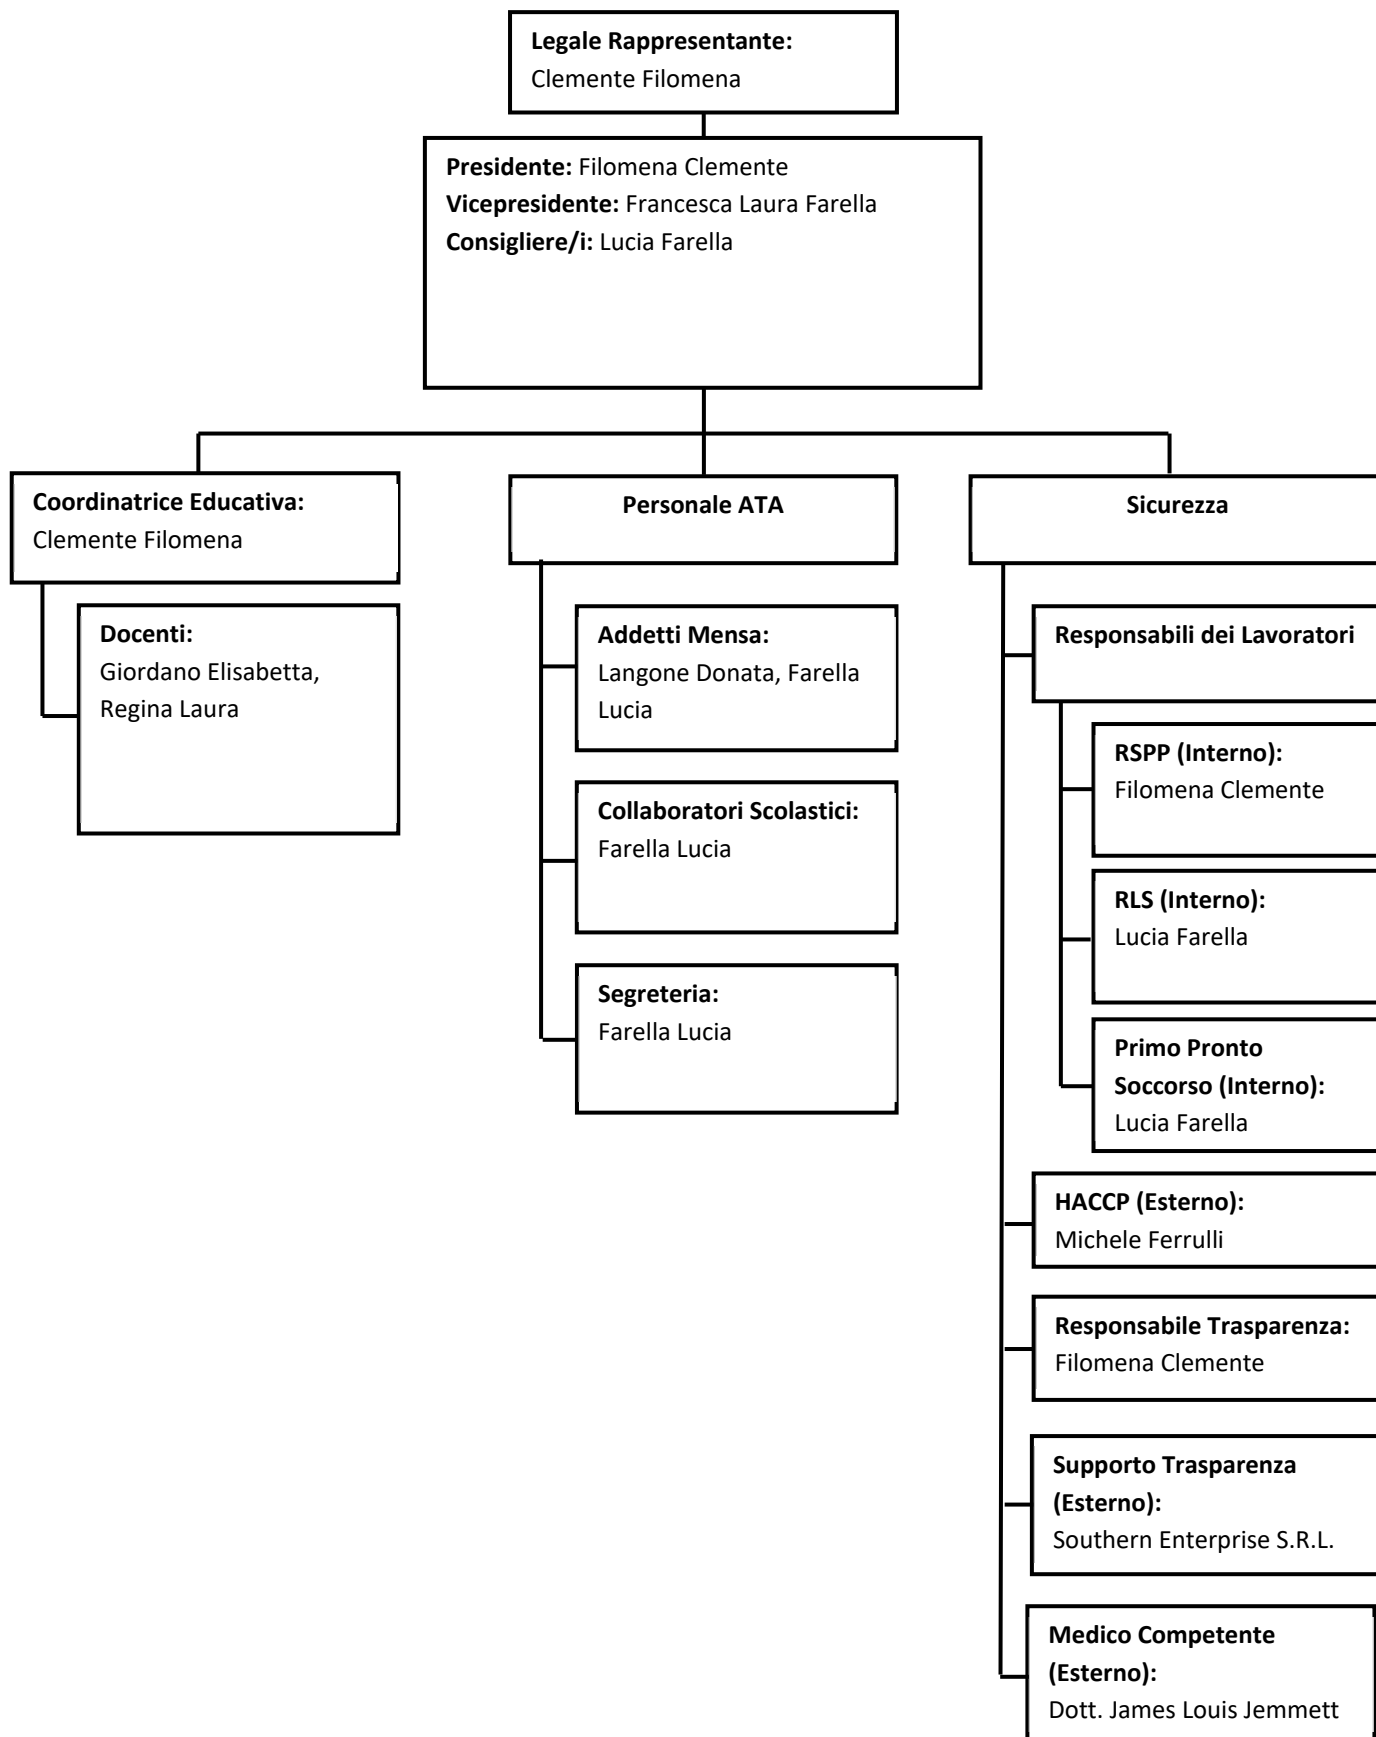 Legale Rappresentante:
Clemente Filomena
Presidente: Filomena Clemente
Vicepresidente: Francesca Laura Farella
Consigliere/i: Lucia Farella
Coordinatrice Educativa:
Clemente Filomena
Docenti:
Giordano Elisabetta,
Regina Laura
Personale ATA
Addetti Mensa:
Langone Donata, Farella
Lucia
Collaboratori Scolastici:
Farella Lucia
Segreteria:
Farella Lucia
Sicurezza
Responsabili dei Lavoratori
RSPP (Interno):
Filomena Clemente
RLS (Interno):
Lucia Farella
Primo Pronto
Soccorso (Interno):
Lucia Farella
HACCP (Esterno):
Michele Ferrulli
Responsabile Trasparenza:
Filomena Clemente
Supporto Trasparenza
(Esterno):
Southern Enterprise S.R.L.
Medico Competente
(Esterno):
Dott. James Louis Jemmett